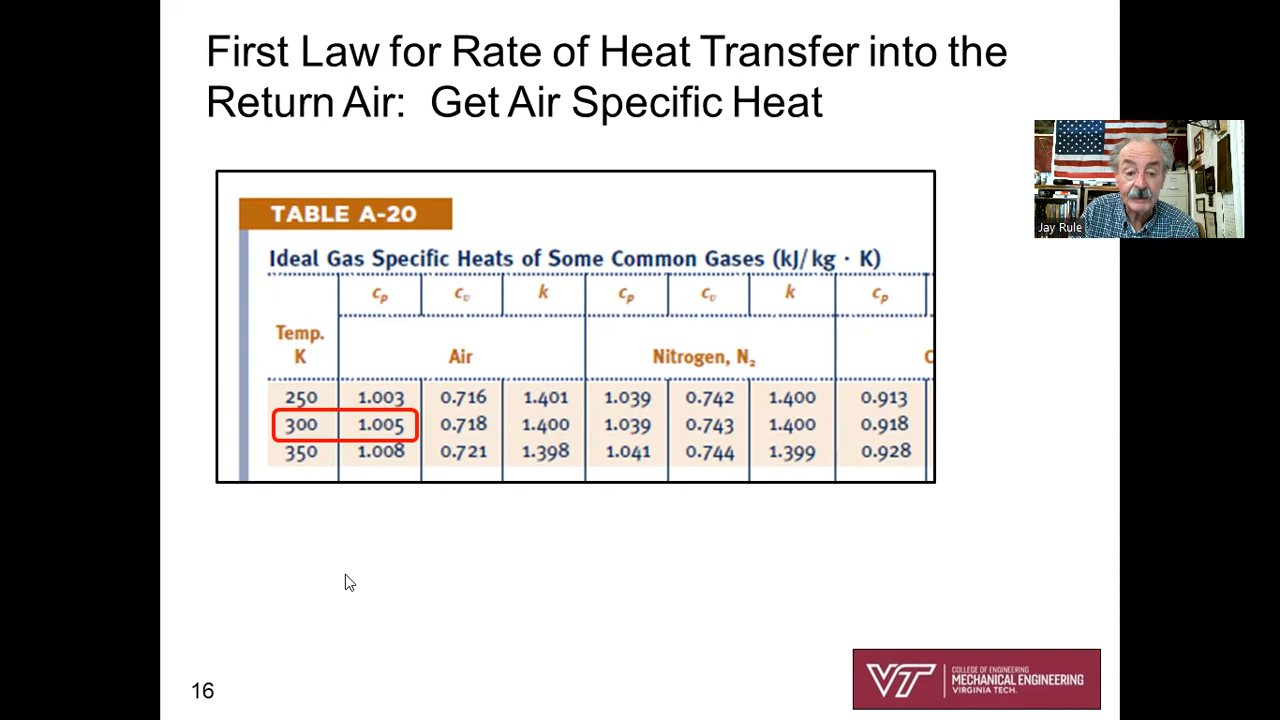 First Law for Rate of Heat Transfer into the
Return Air: Get Air Specific Heat
Jay Rule
TABLE A-20
Ideal Gas Specific Heats of Some Common Gases (kJ/kg · K)
cp cv k cp cv k cp
Temp.
K Air Nitrogen, N2
250 1.003 0.716 1.401 1.039 0.742 1.400 0.913
300 1.005 0.718 1.400 1.039 0.743 1.400 0.918
350 1.008 0.721 1.398 1.041 0.744 1.399 0.928
16
VT
COLLEGE OF ENGINEERING
MECHANICAL ENGINEERING
VIRGINIA TECH.